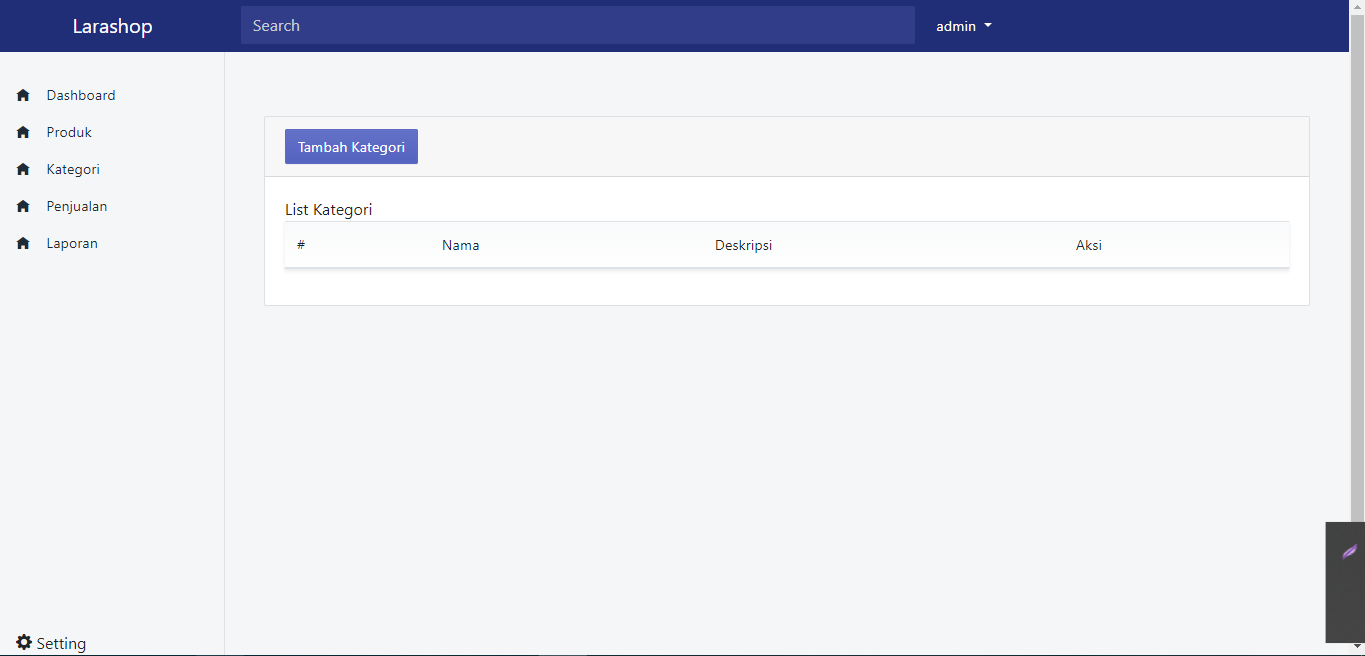 Larashop
Search
admin
Dashboard
Produk
Kategori
Penjualan
Laporan
Setting
Tambah Kategori
List Kategori
# Nama Deskripsi Aksi